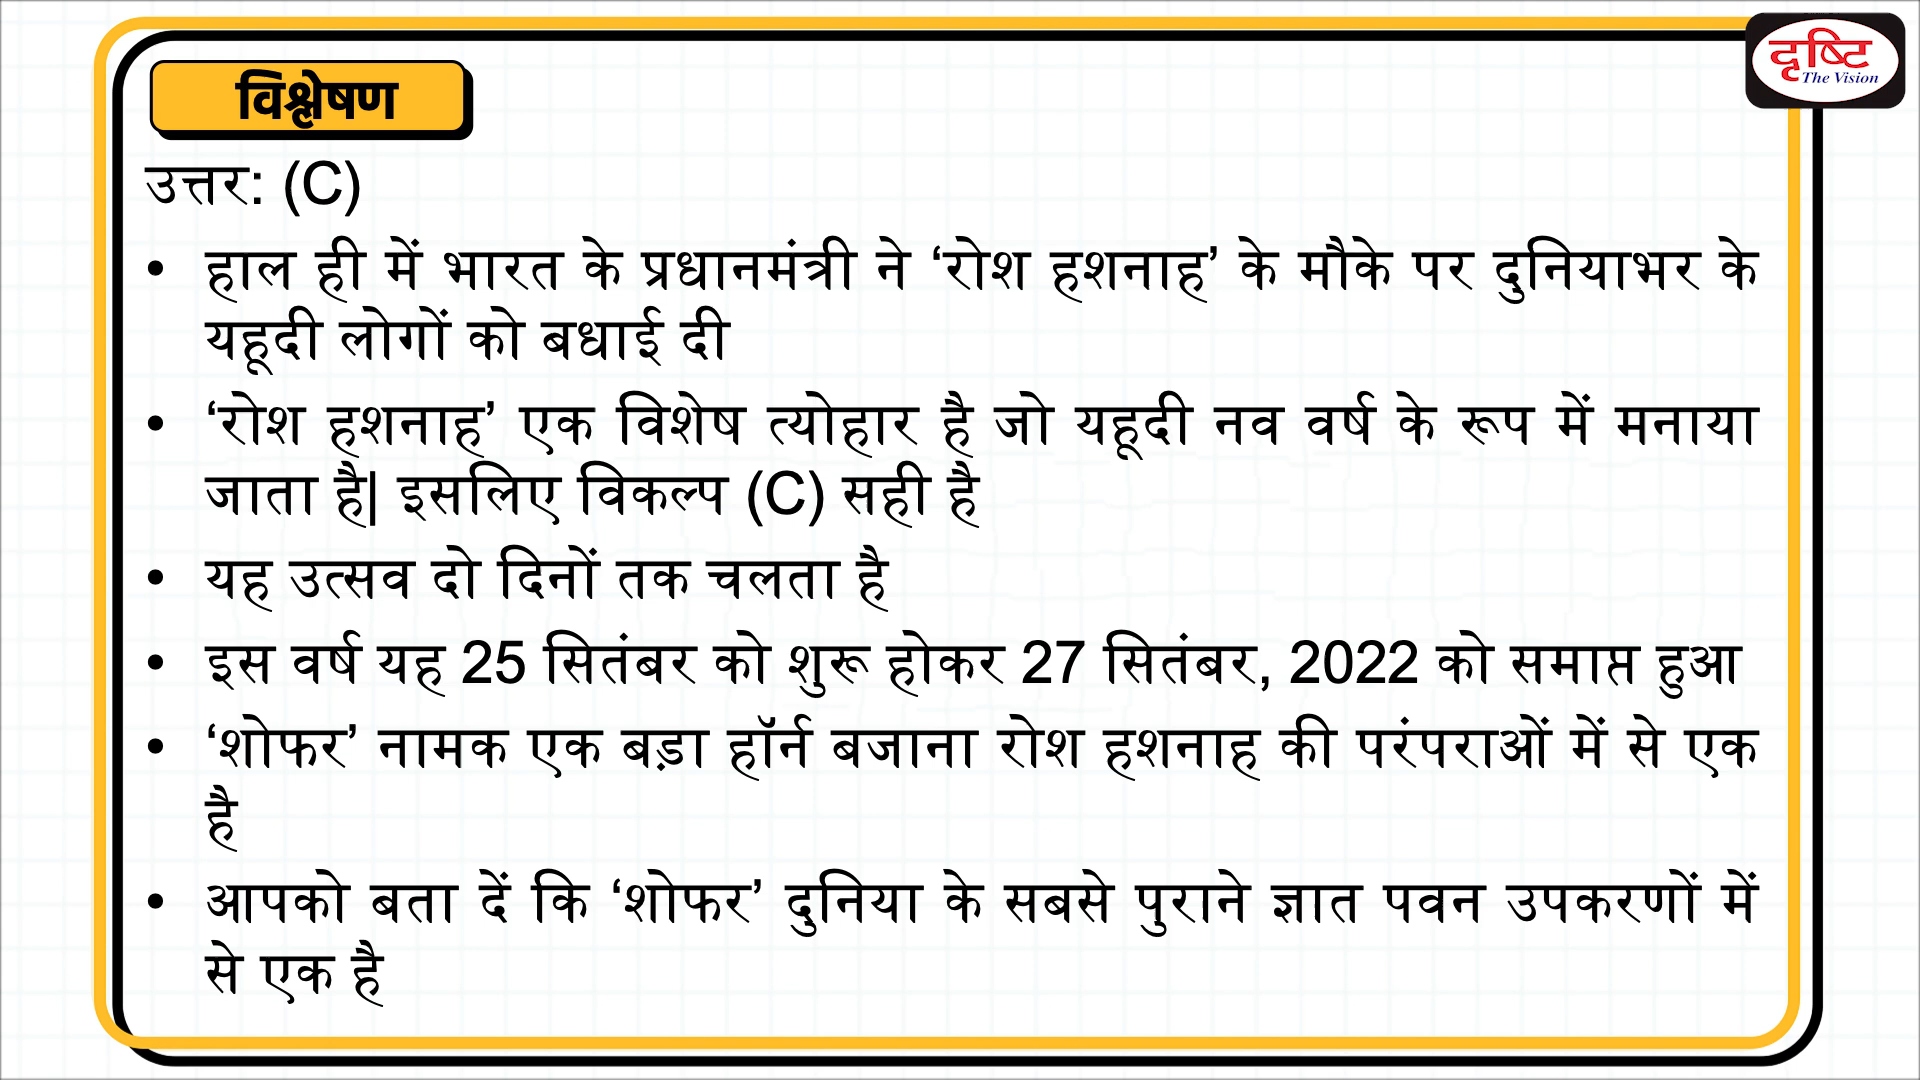 दृष्टि
The Vision
विश्लेषण
उत्तर: (C)
• हाल ही में भारत के प्रधानमंत्री ने ‘रोश हशनाह’ के मौके पर दुनियाभर के
यहूदी लोगों को बधाई दी
• ‘रोश हशनाह’ एक विशेष त्योहार है जो यहूदी नव वर्ष के रूप में मनाया
जाता है| इसलिए विकल्प (C) सही है
• यह उत्सव दो दिनों तक चलता है
• इस वर्ष यह 25 सितंबर को शुरू होकर 27 सितंबर, 2022 को समाप्त हुआ
• ‘शोफर’ नामक एक बड़ा हॉर्न बजाना रोश हशनाह की परंपराओं में से एक
है
• आपको बता दें कि ‘शोफर’ दुनिया के सबसे पुराने ज्ञात पवन उपकरणों में
से एक है